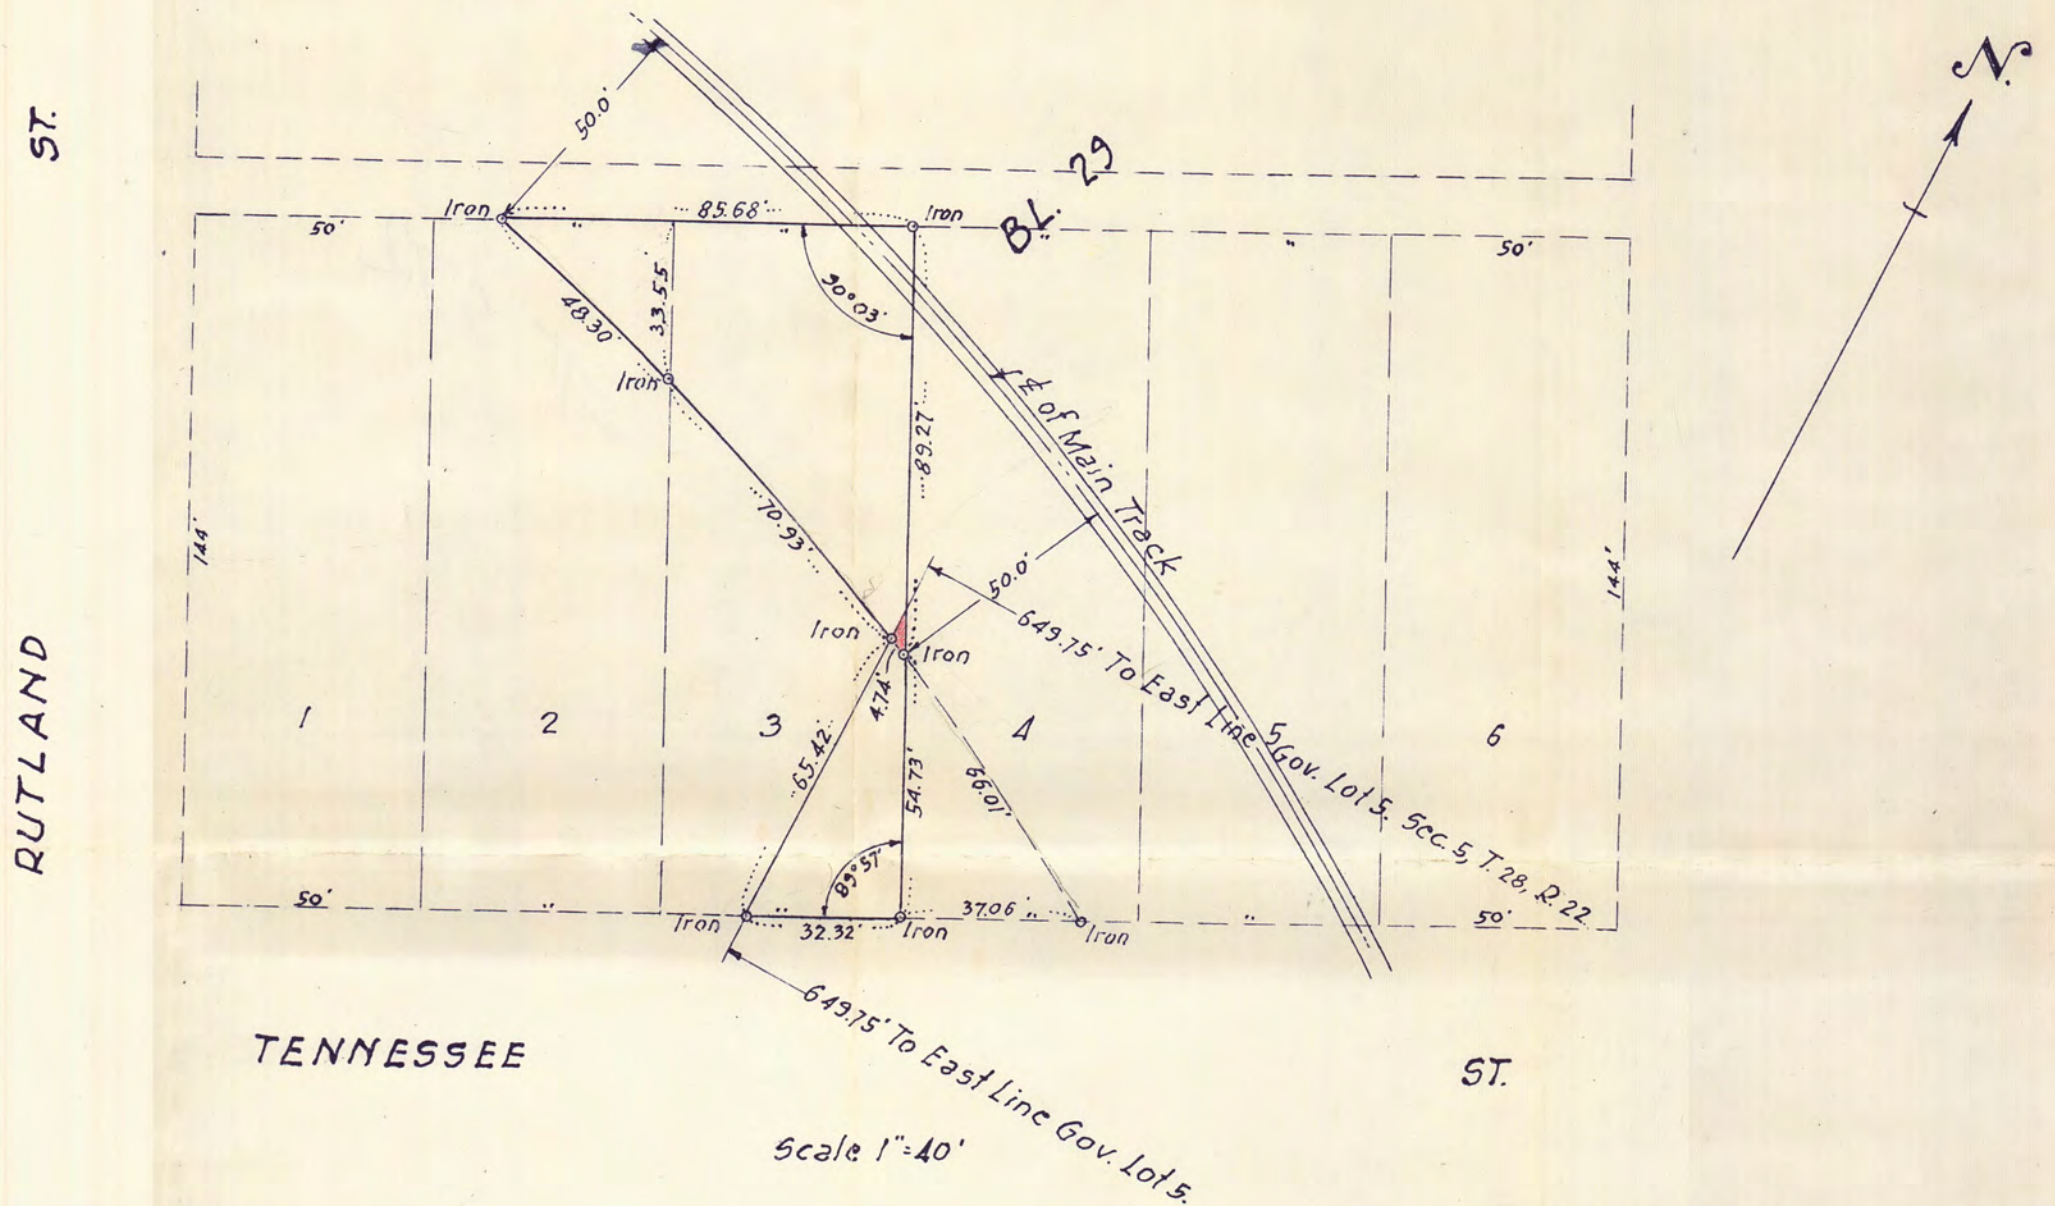 N.
ST.
50.0'
BL. 29
Iron
85.68'
Iron
50'
"
"
"
"
50'
33.55'
90°03'
48.30'
Iron
℄ of Main Track
89.27'
70.93'
144'
50.0'
144'
649.75' To East Line Gov. Lot 5. Sec. 5, T. 28, R. 22
Iron
Iron
4.74'
RUTLAND
1
2
3
4
5
6
65.42'
54.73'
66.01'
89°57'
50'
"
"
37.06'
"
"
50'
Iron
32.32'
Iron
Iron
649.75' To East Line Gov. Lot 5.
TENNESSEE
ST.
Scale 1"=40'